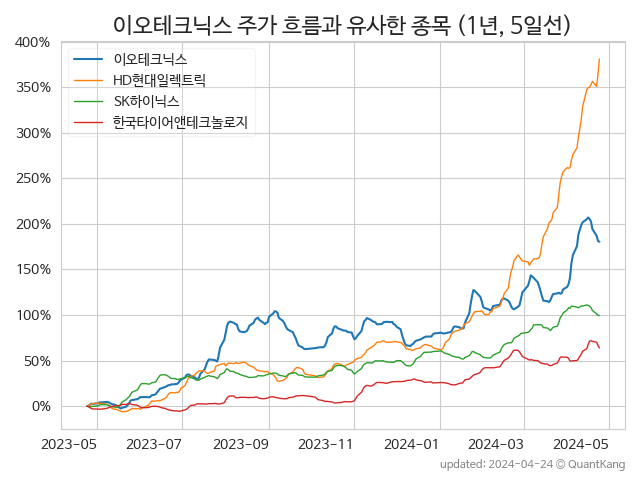 이오테크닉스 주가 흐름과 유사한 종목 (1년, 5일선)
400%
350%
300%
250%
200%
150%
100%
50%
0%
이오테크닉스
HD현대일렉트릭
SK하이닉스
한국타이어앤테크놀로지
2023-05 2023-07 2023-09 2023-11 2024-01 2024-03 2024-05
updated: 2024-04-24 @ QuantKang